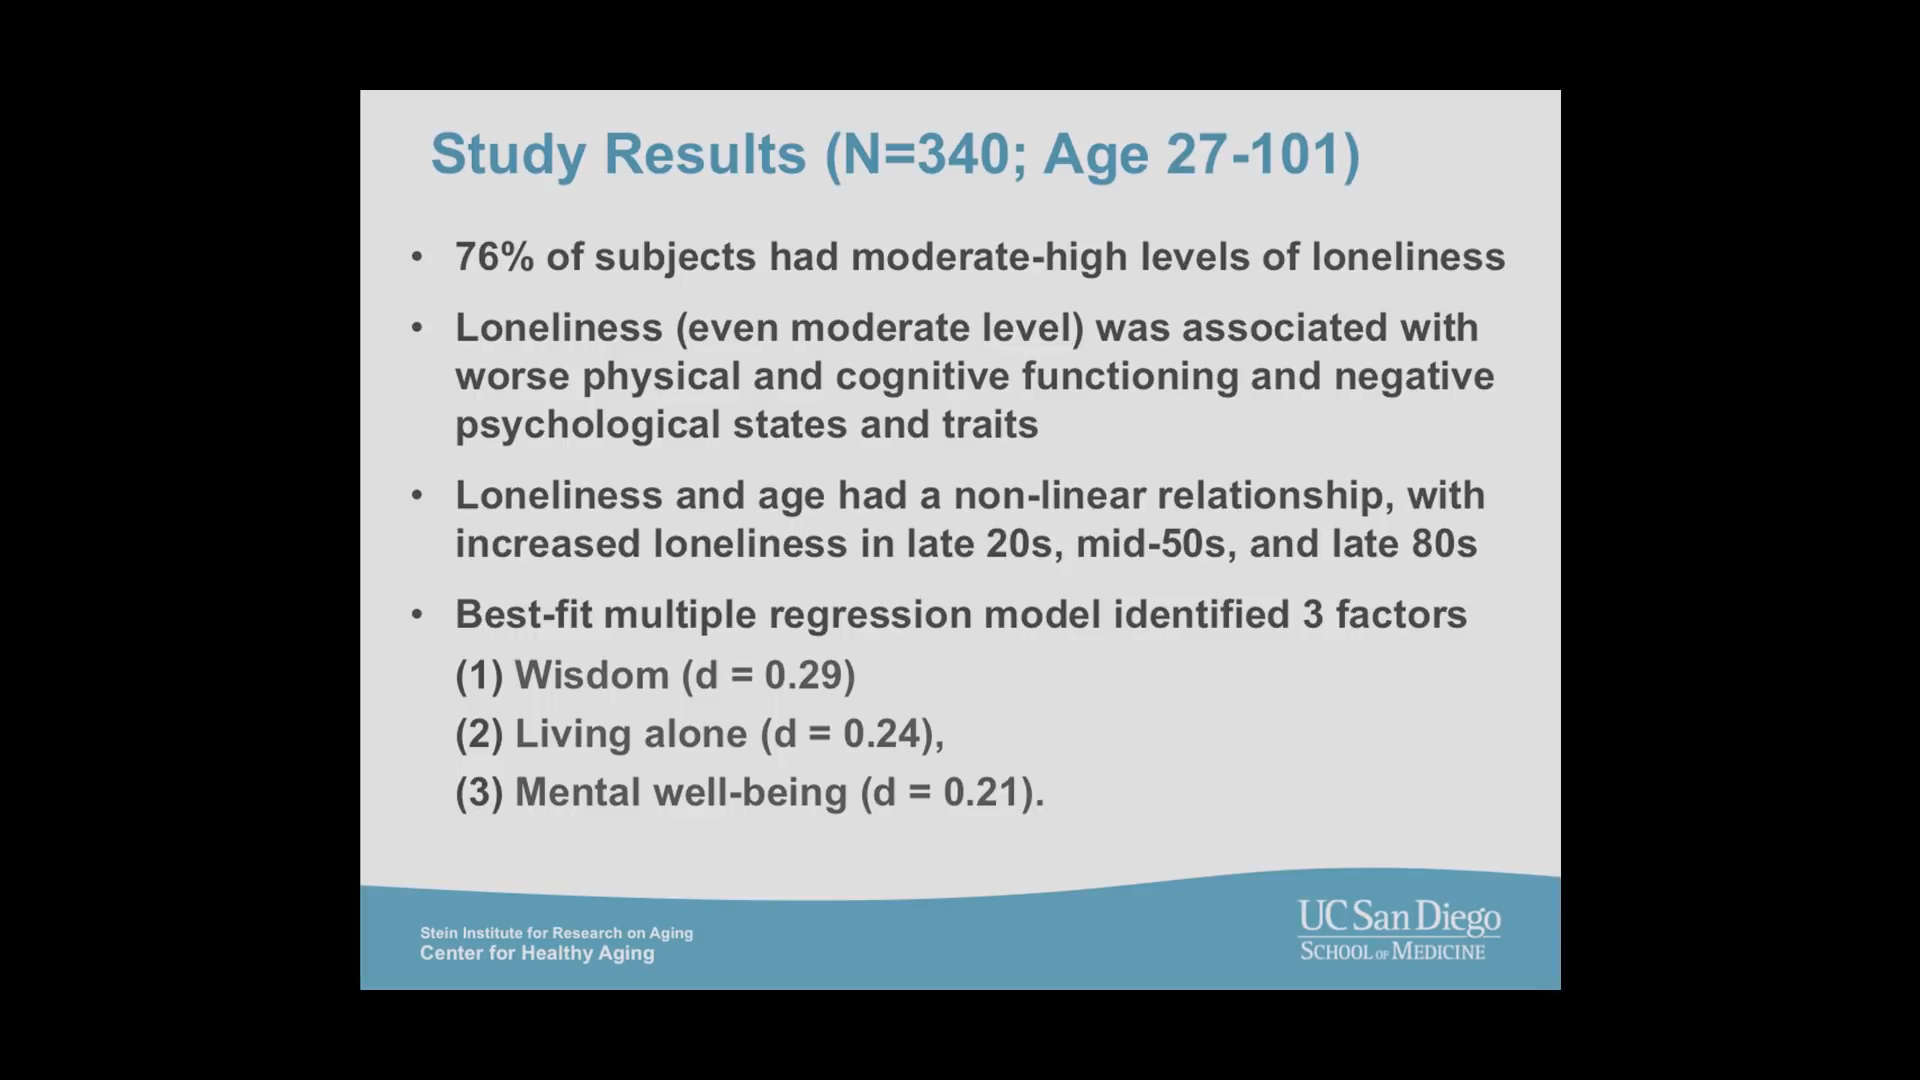 Study Results (N=340; Age 27-101)
• 76% of subjects had moderate-high levels of loneliness
• Loneliness (even moderate level) was associated with
worse physical and cognitive functioning and negative
psychological states and traits
• Loneliness and age had a non-linear relationship, with
increased loneliness in late 20s, mid-50s, and late 80s
• Best-fit multiple regression model identified 3 factors
(1) Wisdom (d = 0.29)
(2) Living alone (d = 0.24),
(3) Mental well-being (d = 0.21).
Stein Institute for Research on Aging
Center for Healthy Aging
UC San Diego
SCHOOL OF MEDICINE